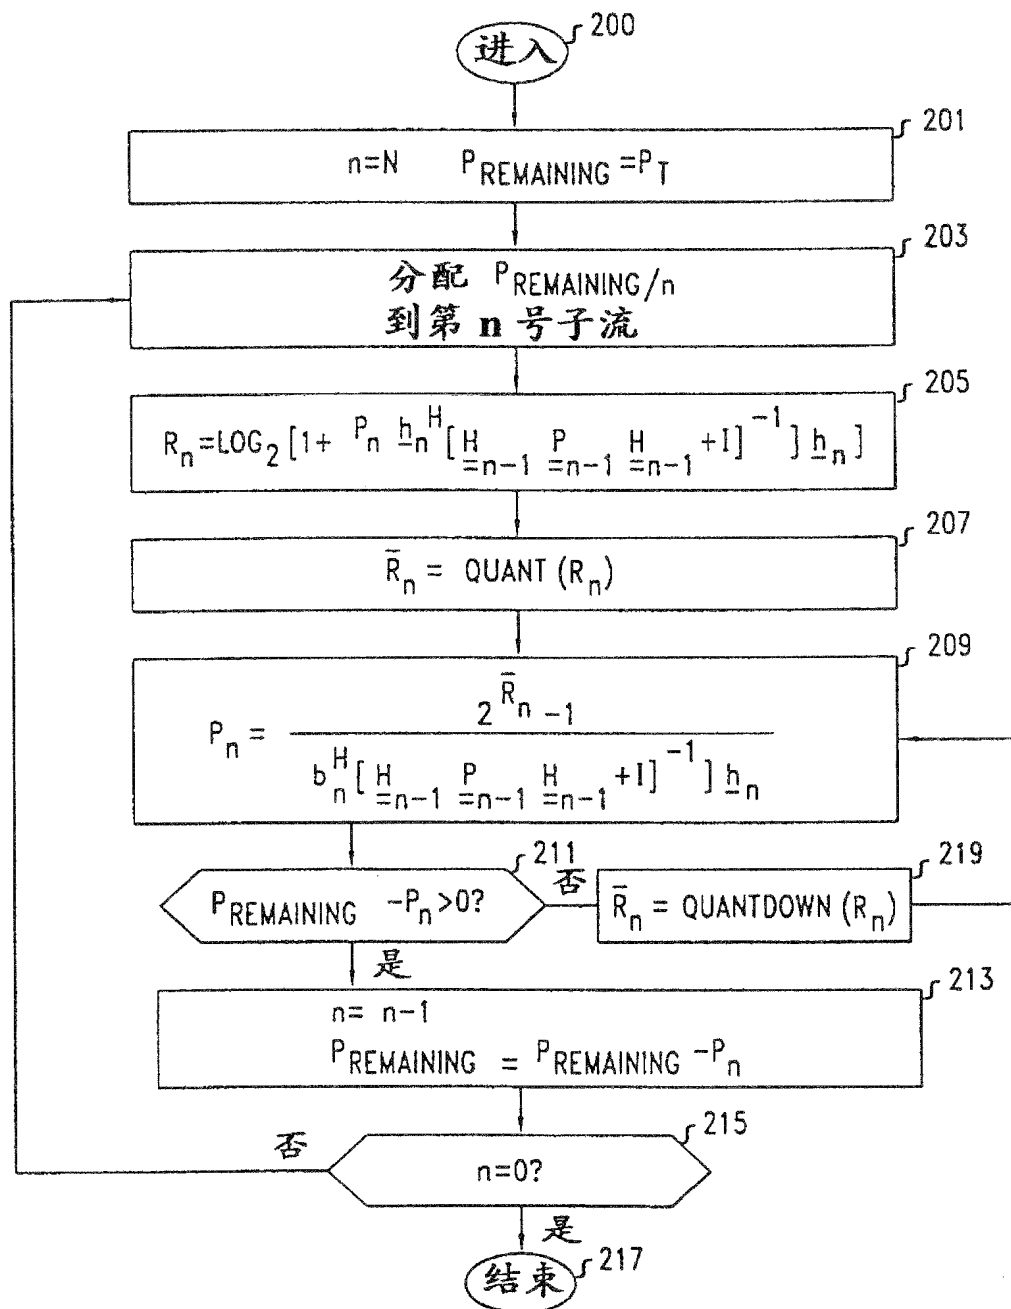 进入 200
201
n=N P_REMAINING =P_T
203
分配 P_REMAINING/n
到第 n 号子流
205
R_n=LOG_2 [1+ P_n h_n^H [H_n-1 P_n-1 H_n-1 +I]^-1 ] h_n]
207
R̄_n = QUANT (R_n)
209
P_n = 2^R̄_n -1
b_n^H [H_n-1 P_n-1 H_n-1 +I]^-1 ] h_n
211
P_REMAINING -P_n>0?
否
219
R̄_n = QUANTDOWN (R_n)
是
213
n= n-1
P_REMAINING = P_REMAINING -P_n
215
否
n=0?
是
结束 217